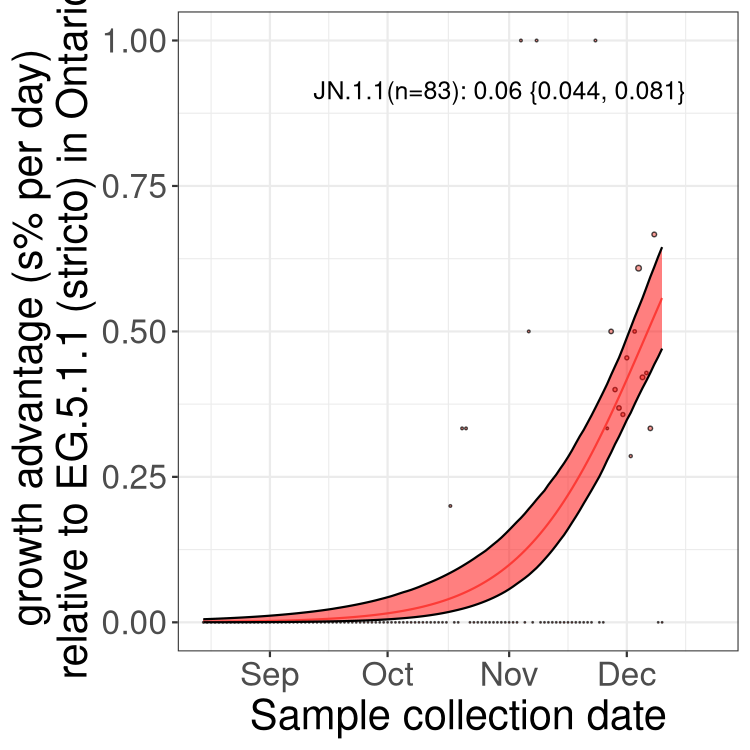 growth advantage (s% per day)
relative to EG.5.1.1 (stricto) in Ontario
1.00
0.75
0.50
0.25
0.00
JN.1.1(n=83): 0.06 {0.044, 0.081}
Sep Oct Nov Dec
Sample collection date